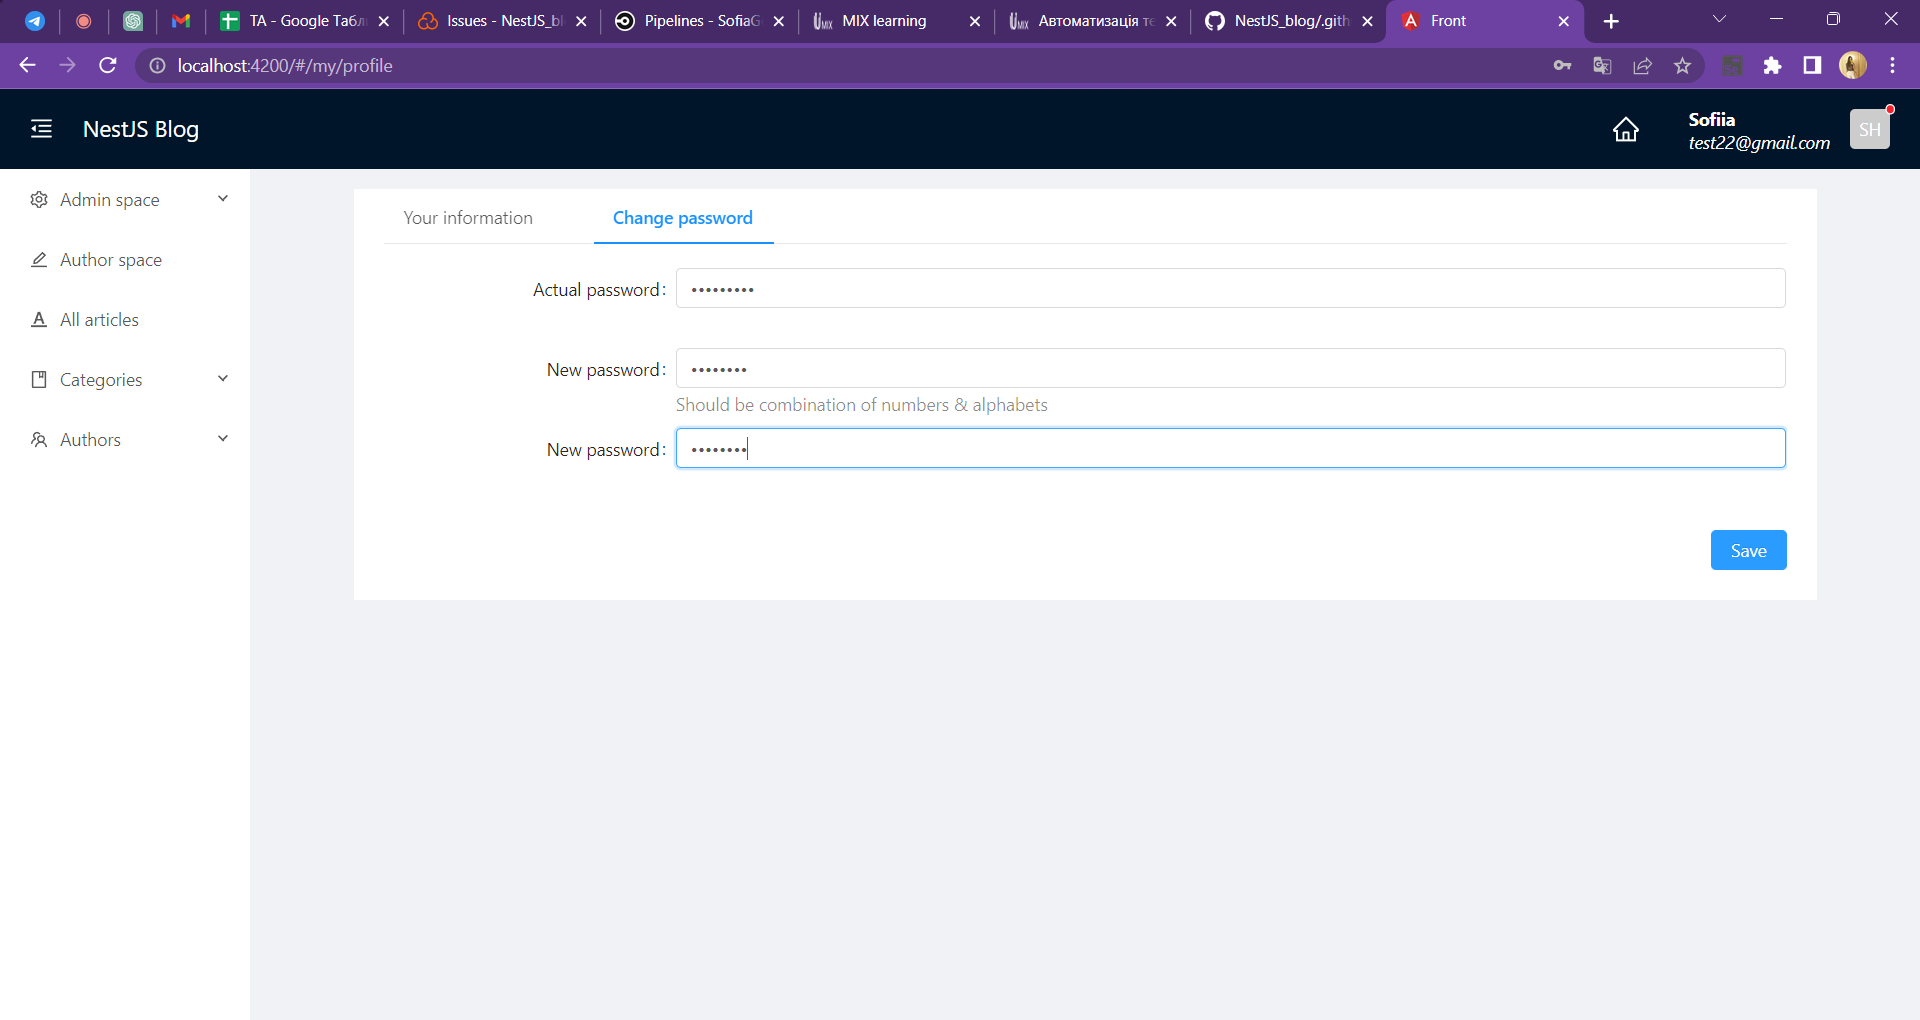 TA - Google Табл
Issues - NestJS_bl
Pipelines - SofiaG
MIX learning
Автоматизація те
NestJS_blog/.gith
Front
localhost:4200/#/my/profile
NestJS Blog
Sofiia
test22@gmail.com
SH
Admin space
Author space
All articles
Categories
Authors
Your information
Change password
Actual password:
New password:
Should be combination of numbers & alphabets
New password:
Save